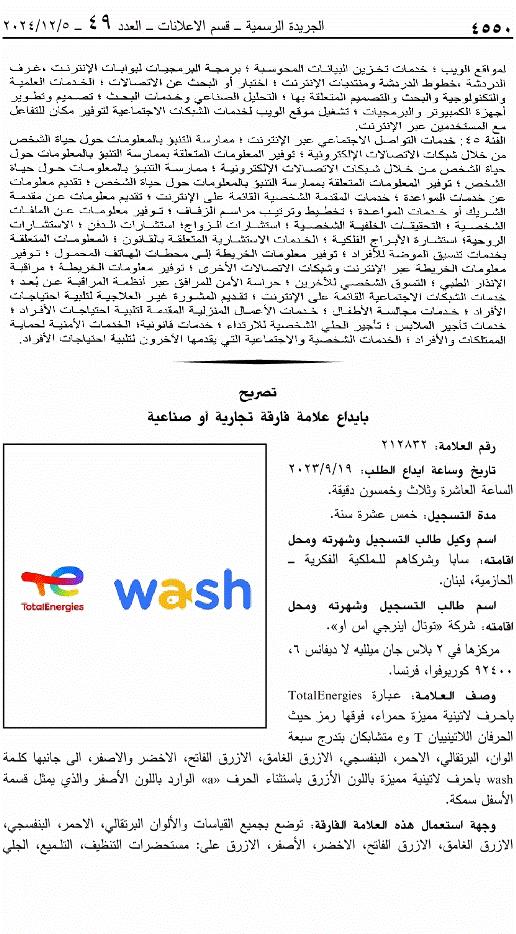 ٤٥٥٠
الجريدة الرسمية ــ قسم الاعلانات ــ العدد ٤٩ ــ ٢٠٢٤/١٢/٥
لمواقع الويب؛ خدمات تخزين البيانات المحوسبة؛ برمجة البرمجيات لبوابات الإنترنت ،غرف
الدردشة ،خطوط الدردشة ومنتديات الإنترنت؛ اختبار أو البحث عن الاتصالات؛ الخدمات العلمية
والتكنولوجية والبحث والتصميم المتعلقة بها؛ التحليل الصناعي وخدمات البحث؛ تصميم وتطوير
أجهزة الكمبيوتر والبرمجيات؛ تشغيل موقع الويب لخدمات الشبكات الاجتماعية لتوفير مكان للتفاعل
مع المستخدمين عبر الإنترنت.
الفئة ٤٥: خدمات التواصل الاجتماعي عبر الإنترنت؛ ممارسة التنبؤ بالمعلومات حول حياة الشخص
من خلال شبكات الاتصالات الإلكترونية؛ توفير المعلومات المتعلقة بممارسة التنبؤ بالمعلومات حول
حياة الشخص من خلال شبكات الاتصالات الإلكترونية؛ ممارسة التنبؤ بالمعلومات حول حياة
الشخص؛ توفير المعلومات المتعلقة بممارسة التنبؤ بالمعلومات حول حياة الشخص؛ تقديم معلومات
عن خدمات المواعدة؛ خدمات المقدمة الشخصية القائمة على الإنترنت؛ تقديم معلومات عن مقدمة
الشريك أو خدمات المواعدة؛ تخطيط وترتيب مراسم الزفاف؛ توفير معلومات عن الملفات
الشخصية؛ التحقيقات الخلفية الشخصية؛ استشارات الزواج؛ استشارات الدفن؛ الاستشارات
الروحية؛ استشارة الأبراج الفلكية؛ الخدمات الاستشارية المتعلقة بالقانون؛ المعلومات المتعلقة
بخدمات تنسيق الموضة للأفراد؛ توفير معلومات الخريطة إلى محطات الهاتف المحمول؛ توفير
معلومات الخريطة عبر الإنترنت وشبكات الاتصالات الأخرى؛ توفير معلومات الخريطة؛ مراقبة
الإنذار الطبي؛ التسوق الشخصي للآخرين؛ حراسة الأمن للمرافق عبر أنظمة المراقبة عن بُعد؛
خدمات الشبكات الاجتماعية القائمة على الإنترنت؛ تقديم المشورة غير العلاجية لتلبية احتياجات
الأفراد؛ خدمات مجالسة الأطفال؛ خدمات الأعمال المنزلية المقدمة لتلبية احتياجات الأفراد؛
خدمات تأجير الملابس؛ تأجير الحلي الشخصية للارتداء؛ خدمات قانونية؛ الخدمات الأمنية لحماية
الممتلكات والأفراد؛ الخدمات الشخصية والاجتماعية التي يقدمها الآخرون لتلبية احتياجات الأفراد.
تصريح
بايداع علامة فارقة تجارية أو صناعية
رقم العلامة: ٢١٢٨٣٢
تاريخ وساعة ايداع الطلب: ٢٠٢٣/٩/١٩
الساعة العاشرة وثلاث وخمسون دقيقة.
مدة التسجيل: خمس عشرة سنة.
اسم وكيل طالب التسجيل وشهرته ومحل
اقامته: سابا وشركاهم للملكية الفكرية ــ
الحازمية، لبنان.
اسم طالب التسجيل وشهرته ومحل
اقامته: شركة «توتال اينرجي اس او».
مركزها في ٢ بلاس جان ميلليه لا ديفانس ٦،
٩٢٤٠٠ كوربوفوا، فرنسا.
وصف العلامة: عبارة TotalEnergies
باحرف لاتينية مميزة حمراء، فوقها رمز حيث
الحرفان اللاتينييان T وe متشابكان بتدرج سبعة
الوان، البرتقالي، الاحمر، البنفسجي، الازرق الغامق، الازرق الفاتح، الاخضر والاصفر، الى جانبها كلمة
wash باحرف لاتينية مميزة باللون الأزرق باستثناء الحرف «a» الوارد باللون الأصفر والذي يمثل قسمة
الأسفل سمكة.
وجهة استعمال هذه العلامة الفارقة: توضع بجميع القياسات والألوان البرتقالي، الاحمر، البنفسجي،
الازرق الغامق، الازرق الفاتح، الاخضر، الأصفر، الازرق على: مستحضرات التنظيف، التلميع، الجلي
TotalEnergies
wash